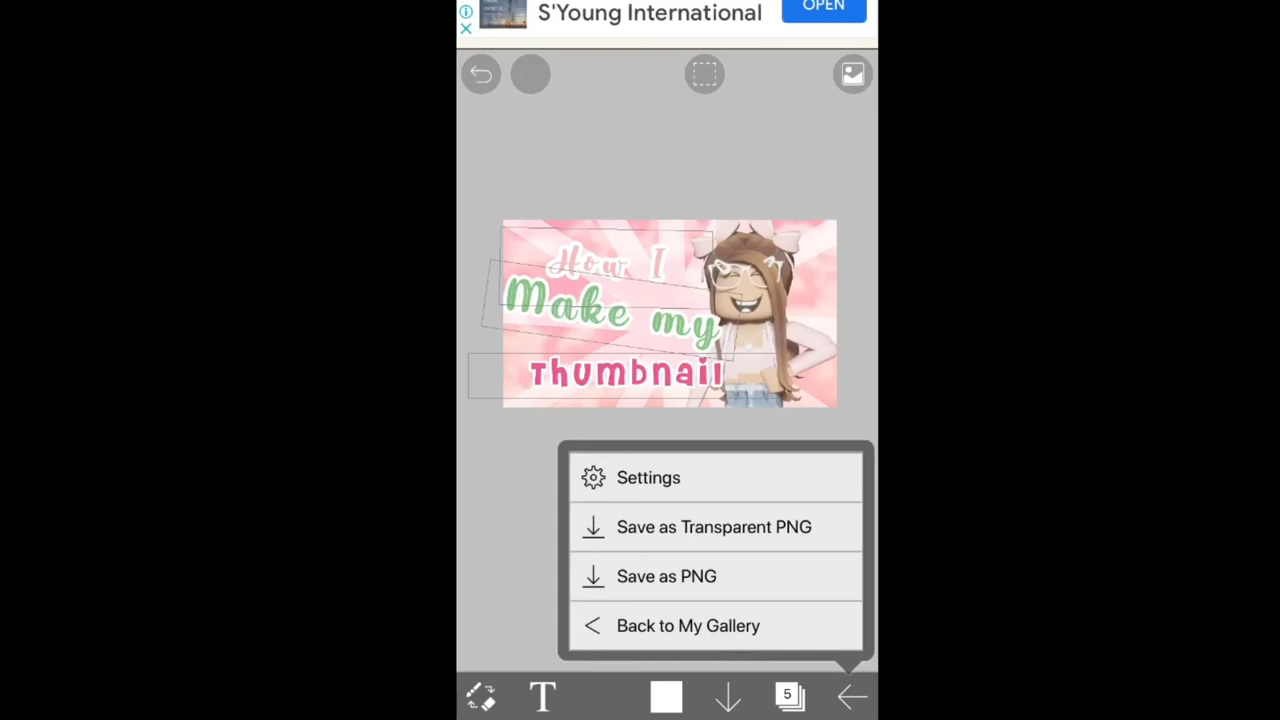 S'Young International
OPEN
How I
Make my
Thumbnail
Settings
Save as Transparent PNG
Save as PNG
Back to My Gallery
T
5